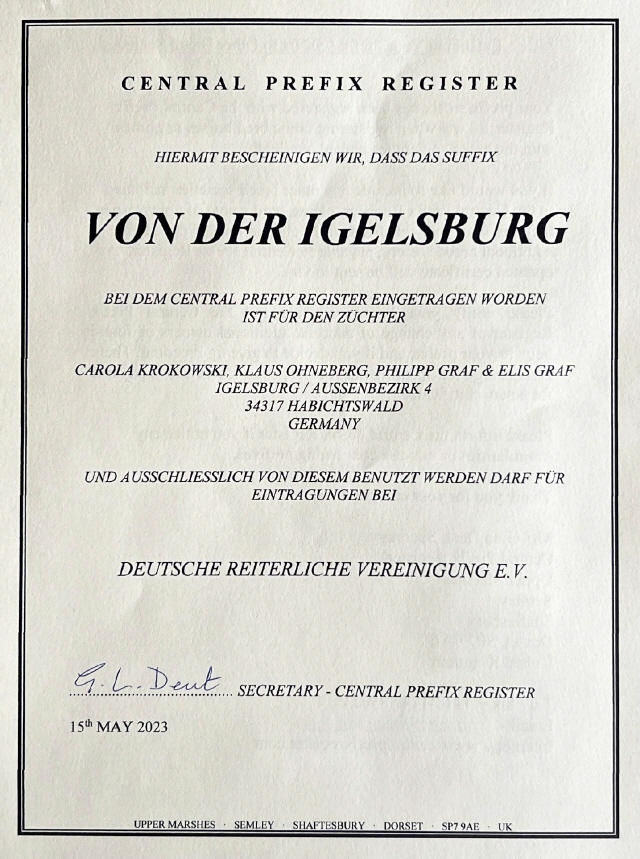 CENTRAL PREFIX REGISTER
HIERMIT BESCHEINIGEN WIR, DASS DAS SUFFIX
VON DER IGELSBURG
BEI DEM CENTRAL PREFIX REGISTER EINGETRAGEN WORDEN
IST FÜR DEN ZÜCHTER
CAROLA KROKOWSKI, KLAUS OHNEBERG, PHILIPP GRAF & ELIS GRAF
IGELSBURG / AUSSENBEZIRK 4
34317 HABICHTSWALD
GERMANY
UND AUSSCHLIESSLICH VON DIESEM BENUTZT WERDEN DARF FÜR
EINTRAGUNGEN BEI
DEUTSCHE REITERLICHE VEREINIGUNG E.V.
G. L. Dent SECRETARY - CENTRAL PREFIX REGISTER
15th MAY 2023
UPPER MARSHES · SEMLEY · SHAFTESBURY · DORSET · SP7 9AE · UK